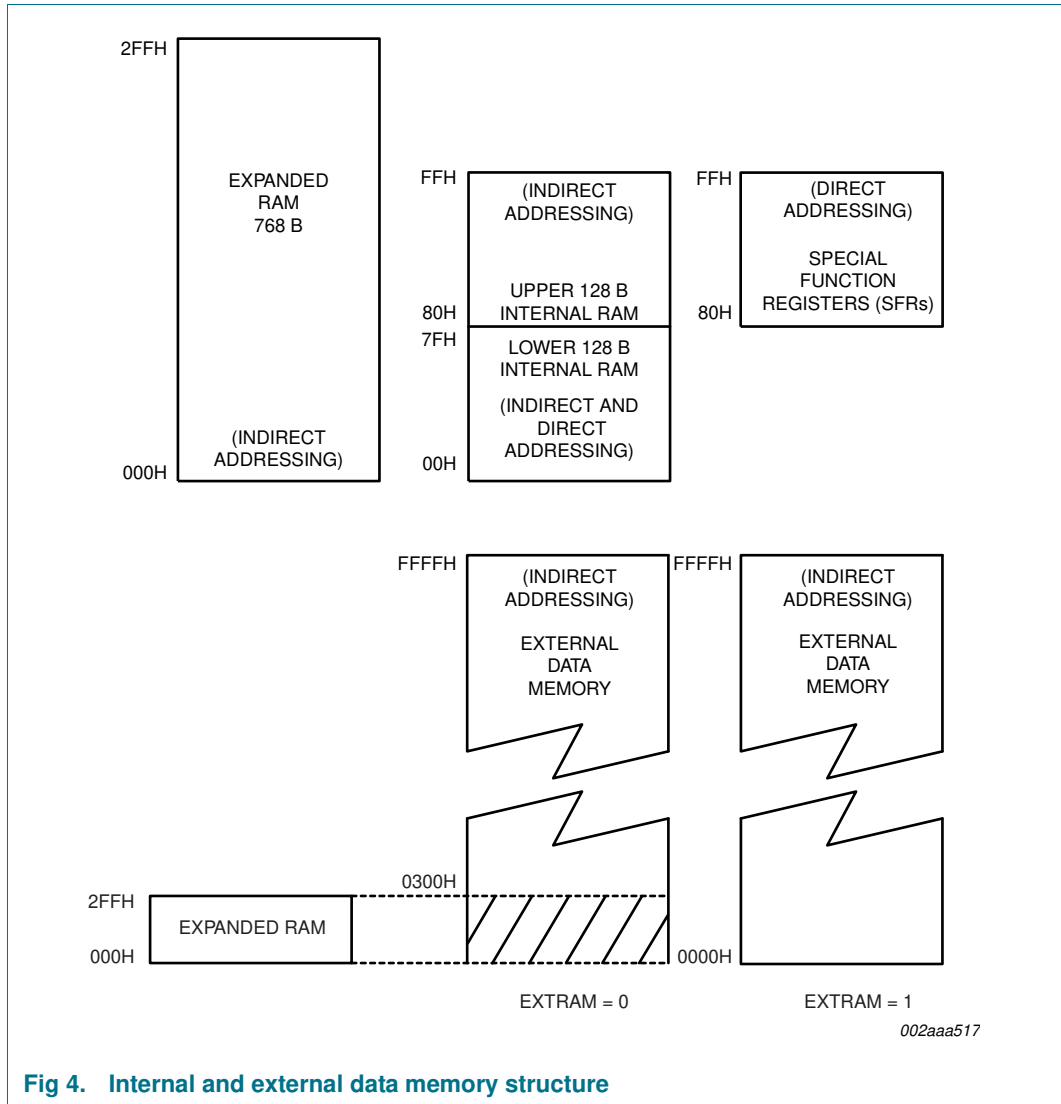 2FFH
EXPANDED
RAM
768 B
(INDIRECT
ADDRESSING)
000H
FFH
(INDIRECT
ADDRESSING)
UPPER 128 B
INTERNAL RAM
80H
7FH
LOWER 128 B
INTERNAL RAM
(INDIRECT AND
DIRECT
ADDRESSING)
00H
FFH
(DIRECT
ADDRESSING)
SPECIAL
FUNCTION
REGISTERS (SFRs)
80H
FFFFH
(INDIRECT
ADDRESSING)
EXTERNAL
DATA
MEMORY
FFFFH
(INDIRECT
ADDRESSING)
EXTERNAL
DATA
MEMORY
0300H
2FFH
EXPANDED RAM
000H
0000H
EXTRAM = 0
EXTRAM = 1
002aaa517
Fig 4. Internal and external data memory structure